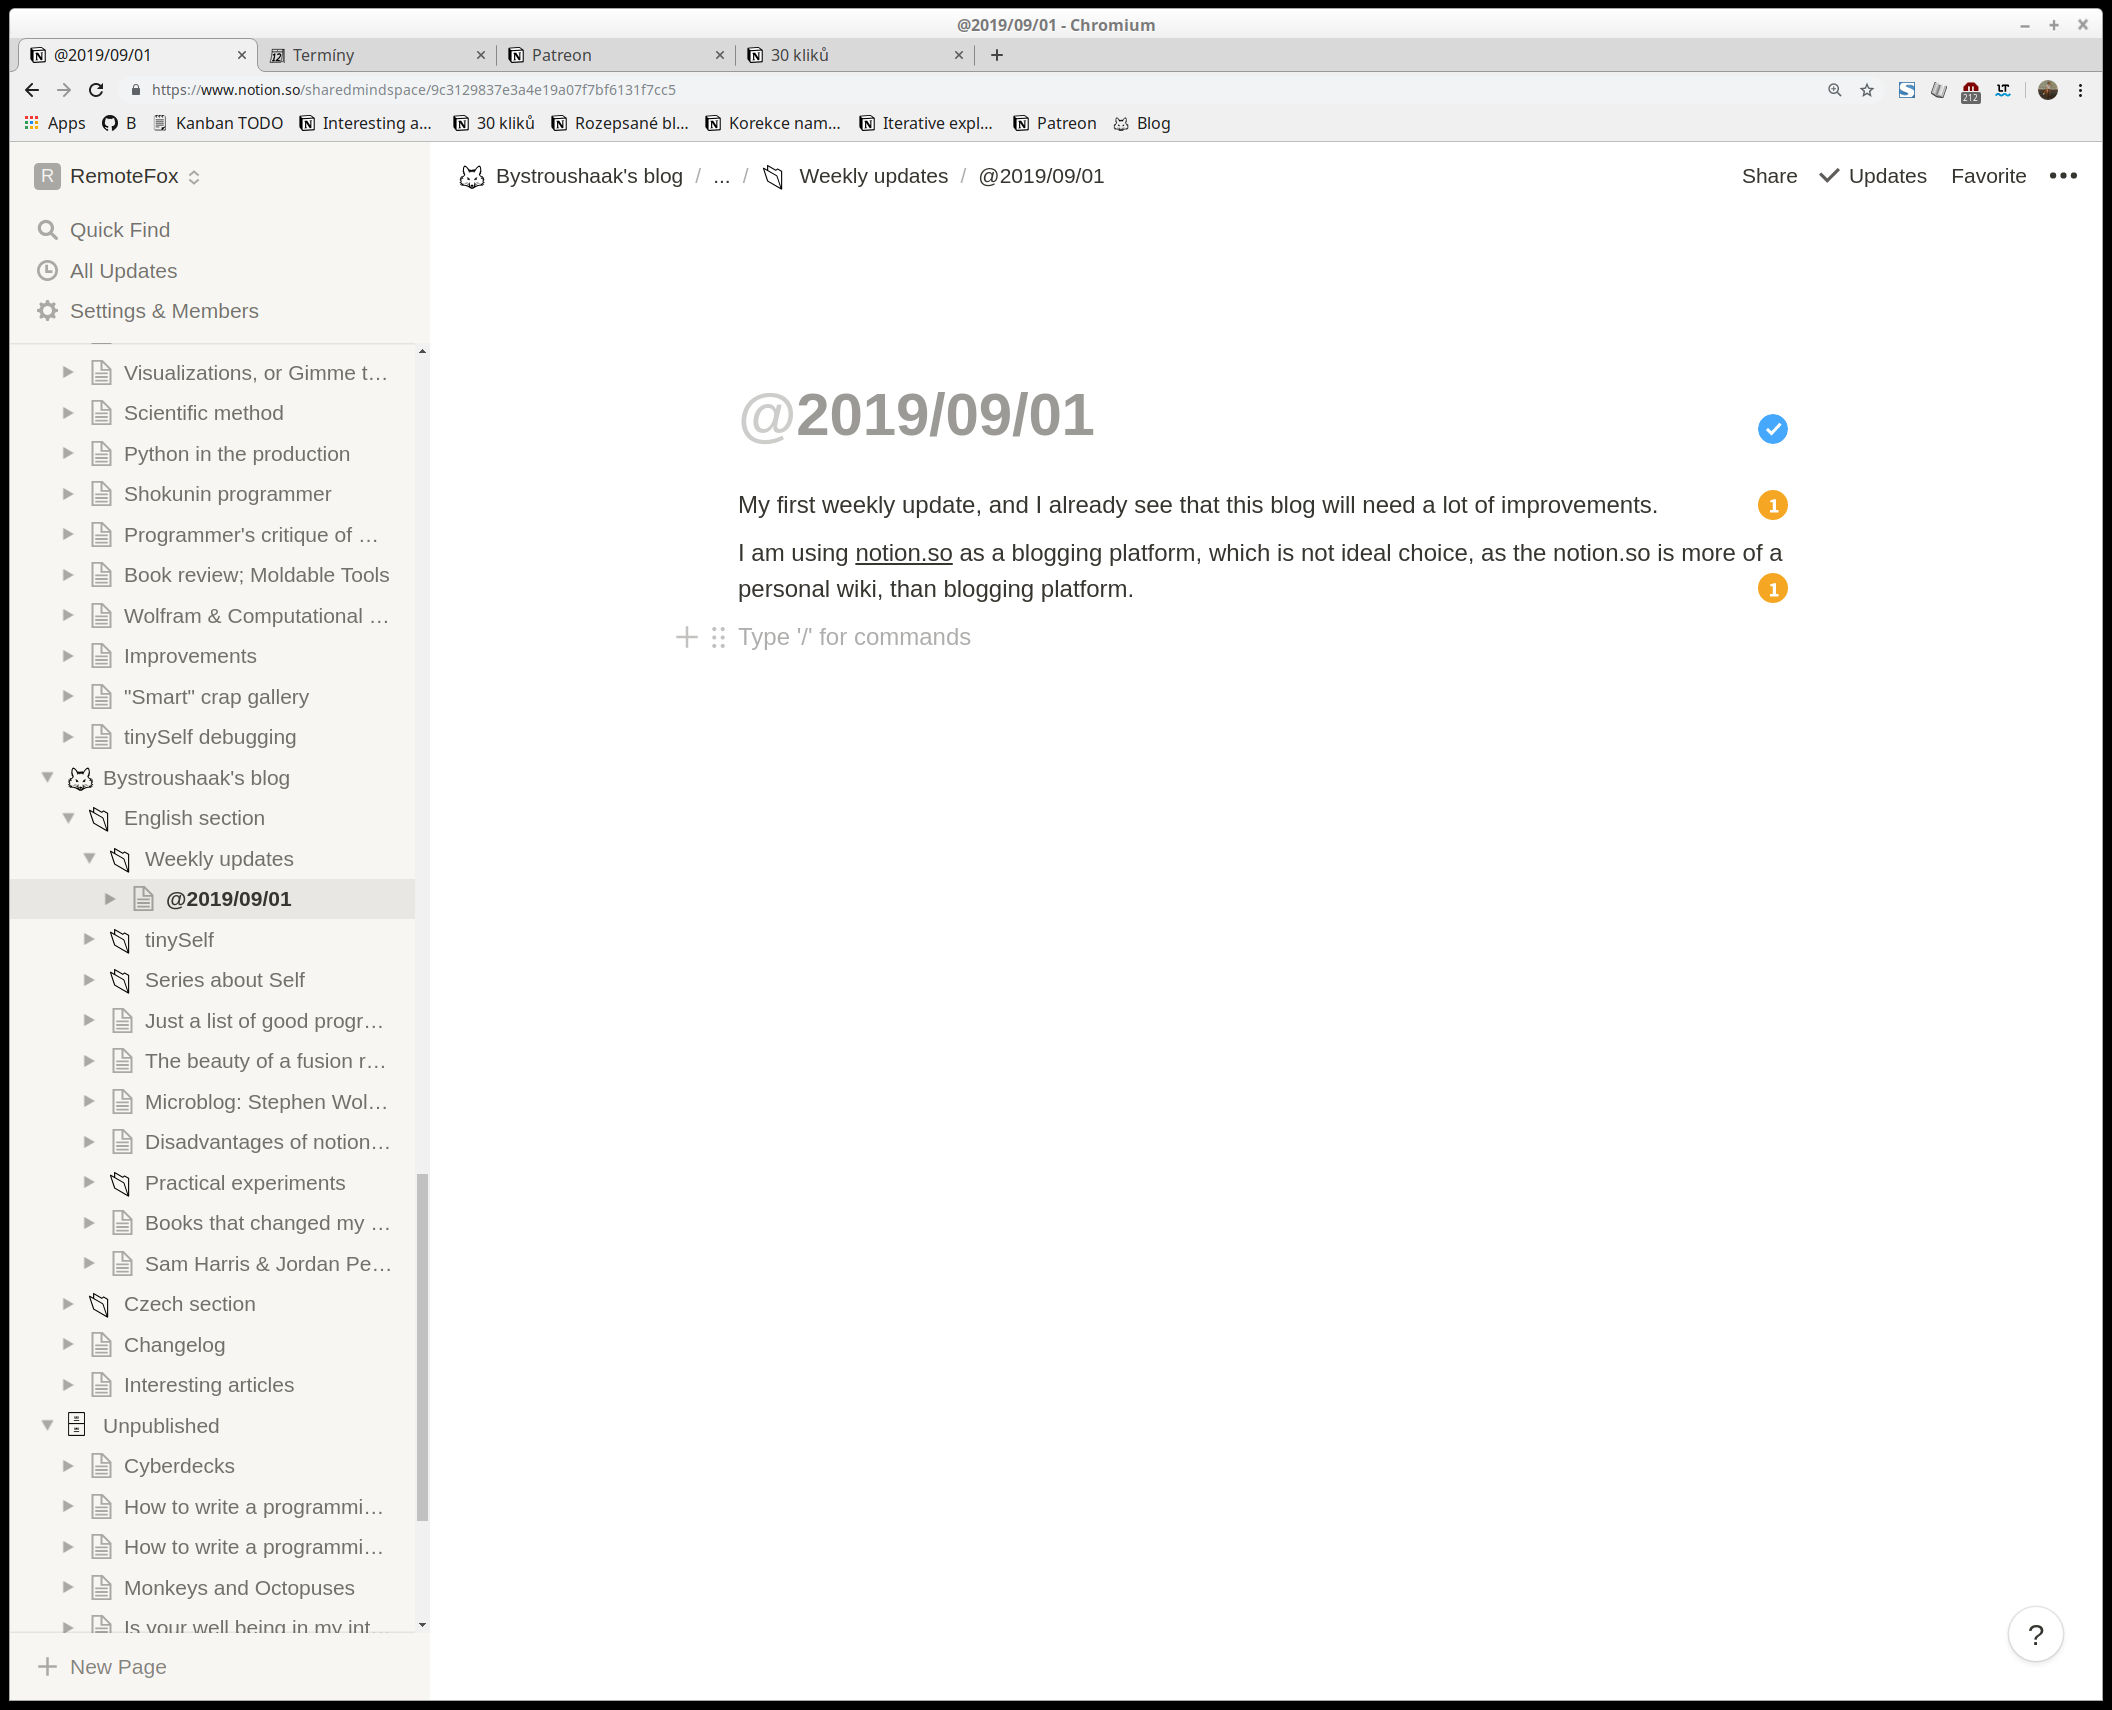 @2019/09/01 - Chromium
@2019/09/01
Termíny
Patreon
30 kliků
https://www.notion.so/sharedmindspace/9c3129837e3a4e19a07f7bf6131f7cc5
212
Apps B Kanban TODO Interesting a... 30 kliků Rozepsané bl... Korekce nam... Iterative expl... Patreon Blog
R RemoteFox
Bystroushaak's blog / ... / Weekly updates / @2019/09/01
Share Updates Favorite
Quick Find
All Updates
Settings & Members
Visualizations, or Gimme t…
Scientific method
Python in the production
Shokunin programmer
Programmer's critique of …
Book review; Moldable Tools
Wolfram & Computational …
Improvements
"Smart" crap gallery
tinySelf debugging
Bystroushaak's blog
English section
Weekly updates
@2019/09/01
tinySelf
Series about Self
Just a list of good progr…
The beauty of a fusion r…
Microblog: Stephen Wol…
Disadvantages of notion…
Practical experiments
Books that changed my …
Sam Harris & Jordan Pe…
Czech section
Changelog
Interesting articles
Unpublished
Cyberdecks
How to write a programmi…
How to write a programmi…
Monkeys and Octopuses
Is your well being in my int…
New Page
@2019/09/01
My first weekly update, and I already see that this blog will need a lot of improvements.
1
I am using notion.so as a blogging platform, which is not ideal choice, as the notion.so is more of a
personal wiki, than blogging platform.
1
Type '/' for commands
?